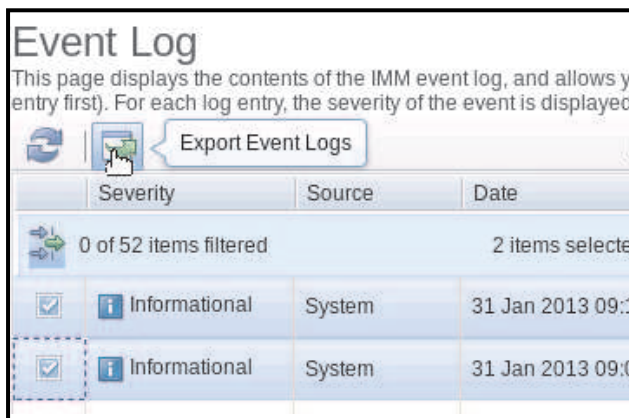 Event Log
This page displays the contents of the IMM event log, and allows y
entry first). For each log entry, the severity of the event is displayed
Export Event Logs
Severity Source Date
0 of 52 items filtered 2 items selecte
Informational System 31 Jan 2013 09:1
Informational System 31 Jan 2013 09:0